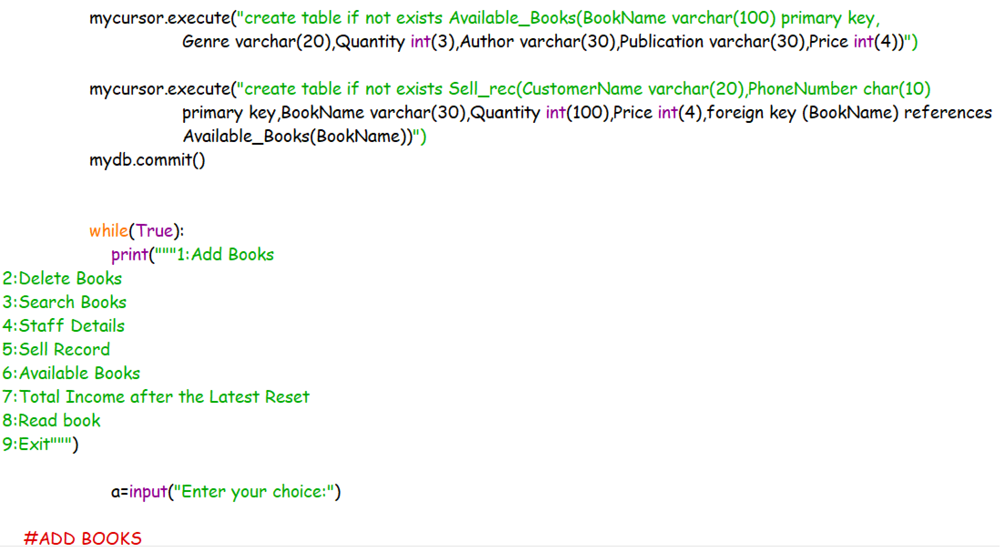 mycursor.execute("create table if not exists Available_Books(BookName varchar(100) primary key,
Genre varchar(20),Quantity int(3),Author varchar(30),Publication varchar(30),Price int(4))")
mycursor.execute("create table if not exists Sell_rec(CustomerName varchar(20),PhoneNumber char(10)
primary key,BookName varchar(30),Quantity int(100),Price int(4),foreign key (BookName) references
Available_Books(BookName))")
mydb.commit()
while(True):
print("""1:Add Books
2:Delete Books
3:Search Books
4:Staff Details
5:Sell Record
6:Available Books
7:Total Income after the Latest Reset
8:Read book
9:Exit""")
a=input("Enter your choice:")
#ADD BOOKS